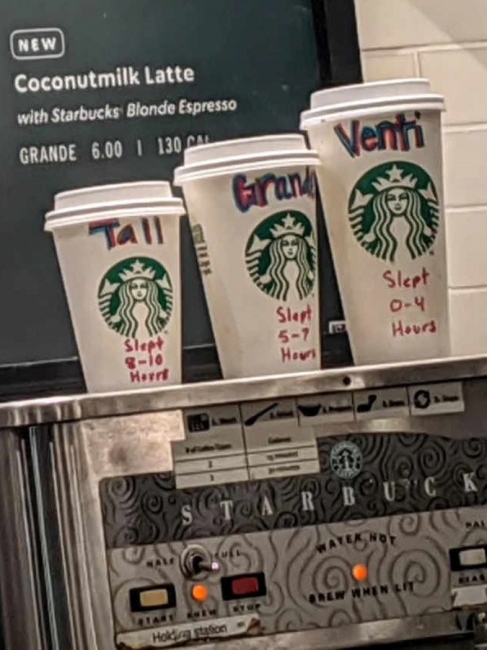 NEW
Coconutmilk Latte
with Starbucks Blonde Espresso
GRANDE 6.00 | 130 CAL
Tall
Slept
8-10
Hours
Grande
Slept
5-7
Hours
Venti
Slept
0-4
Hours
STARBUCK
HALF FULL
START
BREW
STOP
WATER HOT
BREW WHEN LIT
Holding station